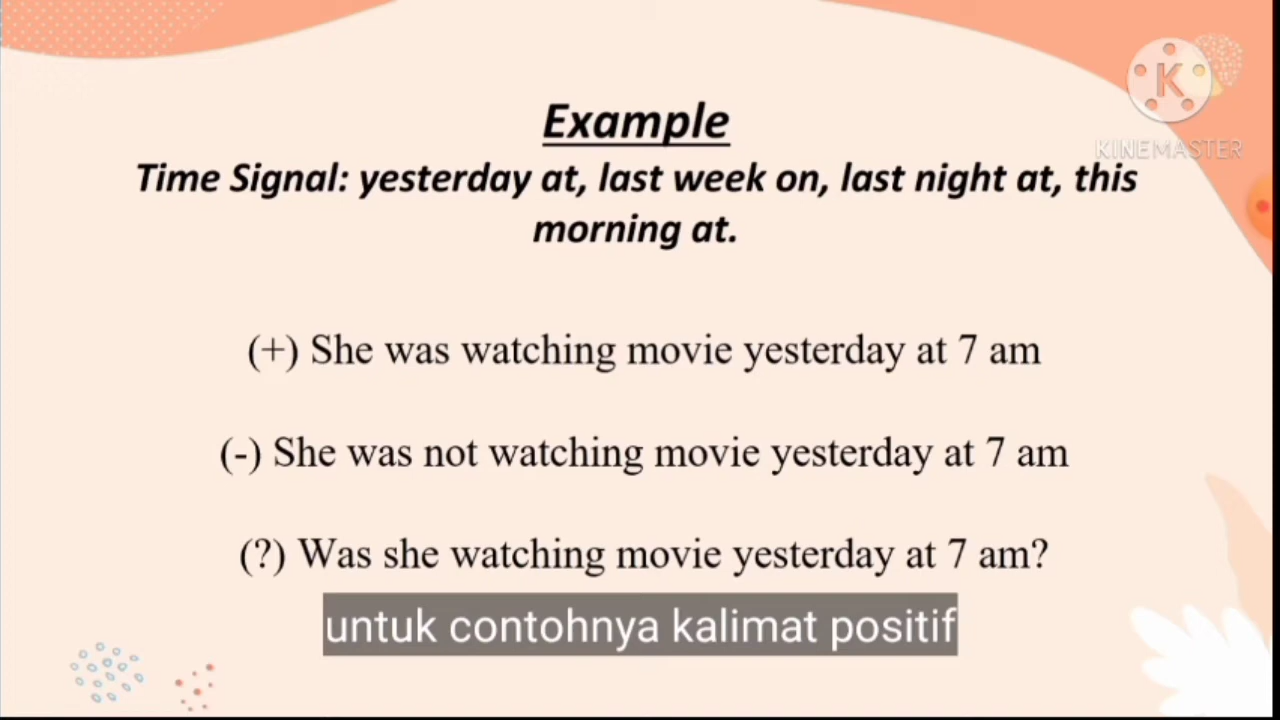 K
KINEMASTER
Example
Time Signal: yesterday at, last week on, last night at, this
morning at.
(+) She was watching movie yesterday at 7 am
(-) She was not watching movie yesterday at 7 am
(?) Was she watching movie yesterday at 7 am?
untuk contohnya kalimat positif